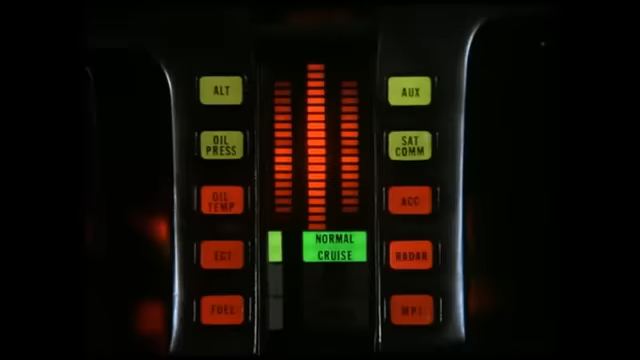 ALT
OIL
PRESS
OIL
TEMP
EGT
FUEL
NORMAL
CRUISE
AUX
SAT
COMM
ACC
RADAR
MPI